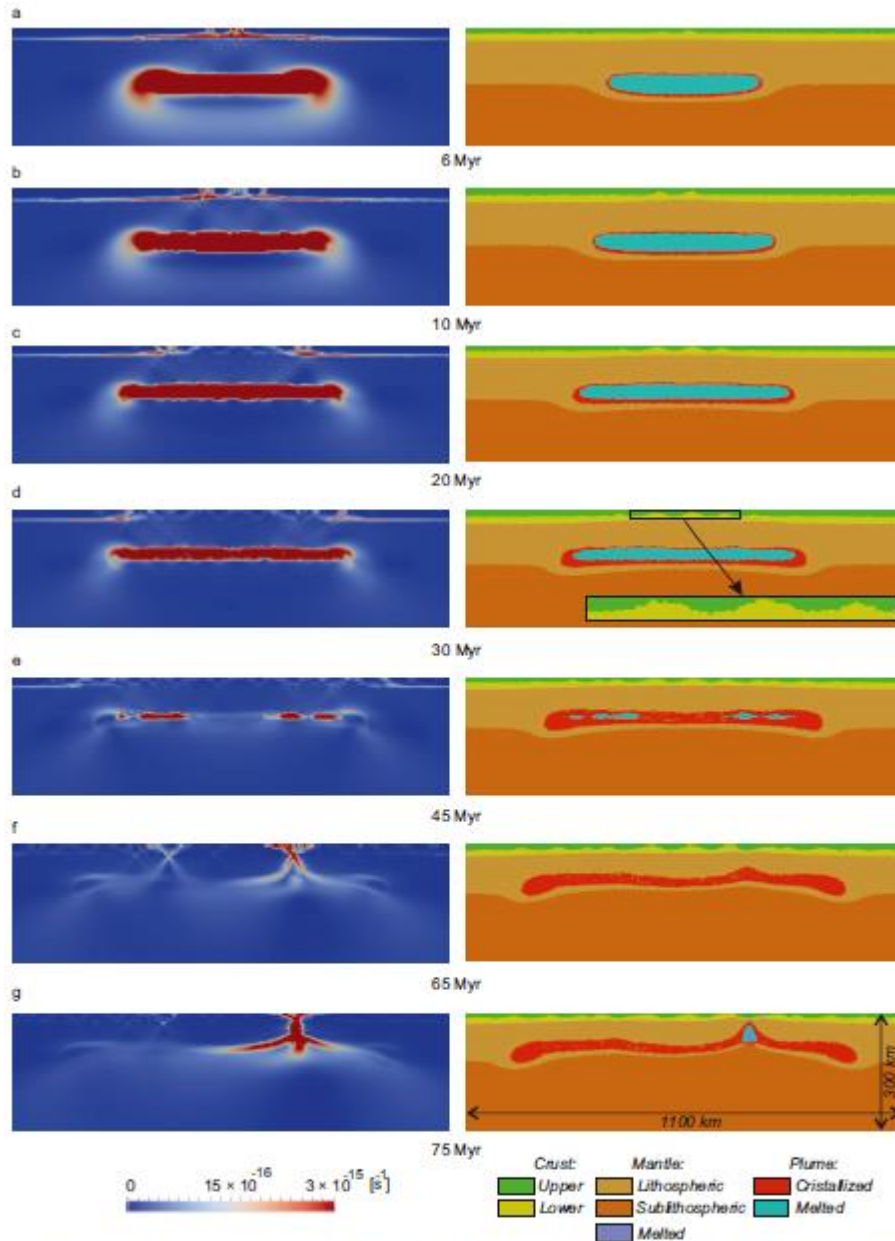 a
6 Myr
b
10 Myr
c
20 Myr
d
30 Myr
e
45 Myr
f
65 Myr
g
300 km
1100 km
75 Myr
0 15 × 10-16 3 × 10-15 [s-1]
Crust: Mantle: Plume:
Upper Lithospheric Cristallized
Lower Sublithospheric Melted
Melted